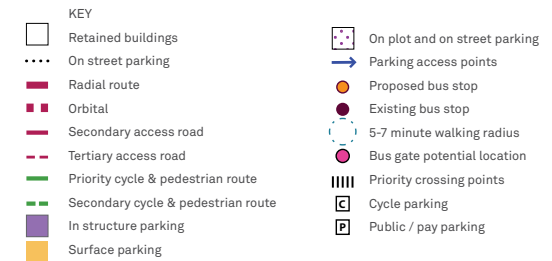 KEY
Retained buildings
On street parking
Radial route
Orbital
Secondary access road
Tertiary access road
Priority cycle & pedestrian route
Secondary cycle & pedestrian route
In structure parking
Surface parking
On plot and on street parking
Parking access points
Proposed bus stop
Existing bus stop
5-7 minute walking radius
Bus gate potential location
Priority crossing points
C Cycle parking
P Public / pay parking